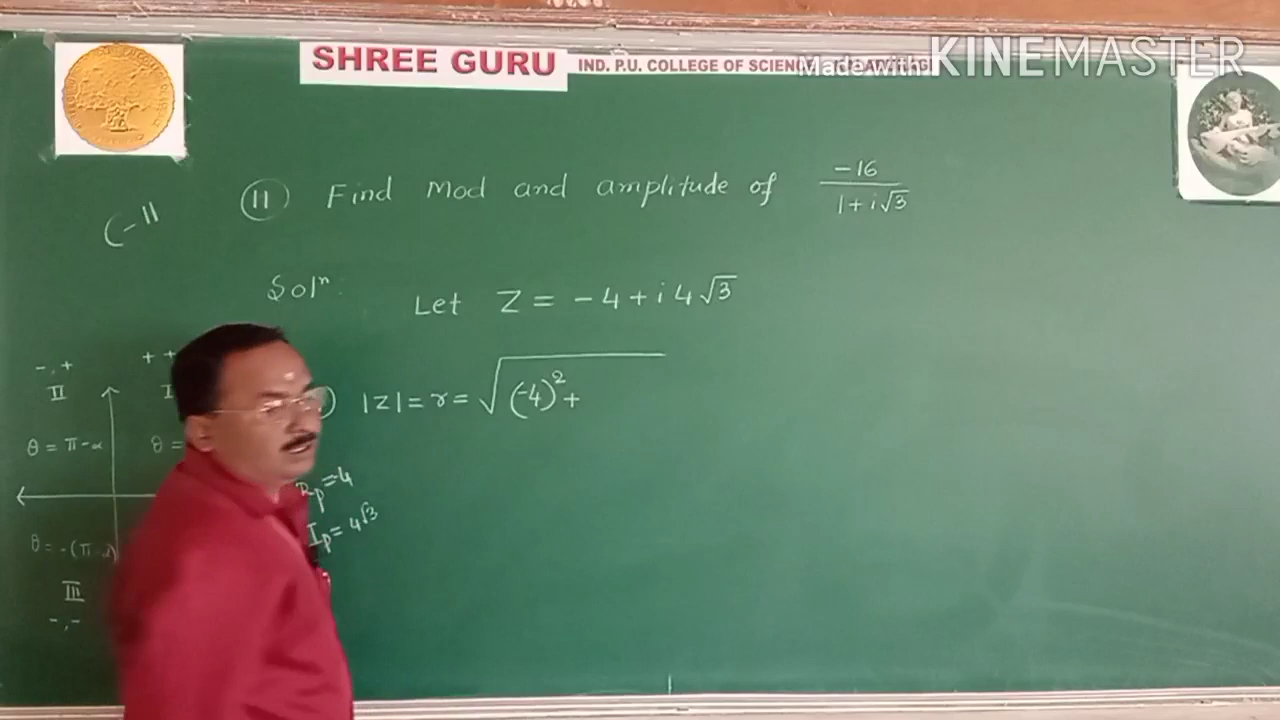 SHREE GURU IND. P.U. COLLEGE OF SCIENCE
Made with KINEMASTER
(11) Find Mod and amplitude of -16/1+i√3
Solⁿ: Let Z = -4+i4√3
|z|=r=√(-4)²+
-,+
++
II
I
θ=π-α
θ=
Rp=-4
Ip=4√3
θ=-(π-α)
III
-,-